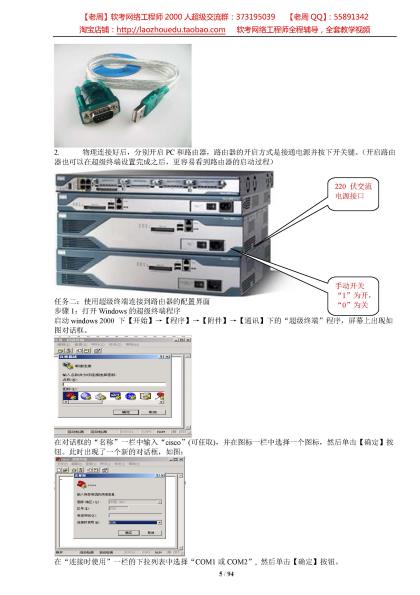 【老周】软考网络工程师 2000 人超级交流群：373195039 【老周 QQ】：55891342
淘宝店铺：http://laozhouedu.taobao.com 软考网络工程师全程辅导，全套教学视频
2. 物理连接好后，分别开启 PC 和路由器，路由器的开启方式是接通电源并按下开关键。（开启路由
器也可以在超级终端设置完成之后，更容易看到路由器的启动过程）
220 伏交流
电源接口
手动开关
“1”为开，
“0”为关
任务二：使用超级终端连接到路由器的配置界面
步骤 1：打开 Windows 的超级终端程序
启动 windows 2000 下【开始】→【程序】→【附件】→【通讯】下的“超级终端”程序，屏幕上出现如
图对话框。
在对话框的“名称”一栏中输入“cisco”(可任取)，并在图标一栏中选择一个图标，然后单击【确定】按
钮。此时出现了一个新的对话框，如图：
在“连接时使用”一栏的下拉列表中选择“COM1 或 COM2”，然后单击【确定】按钮。
5 / 94